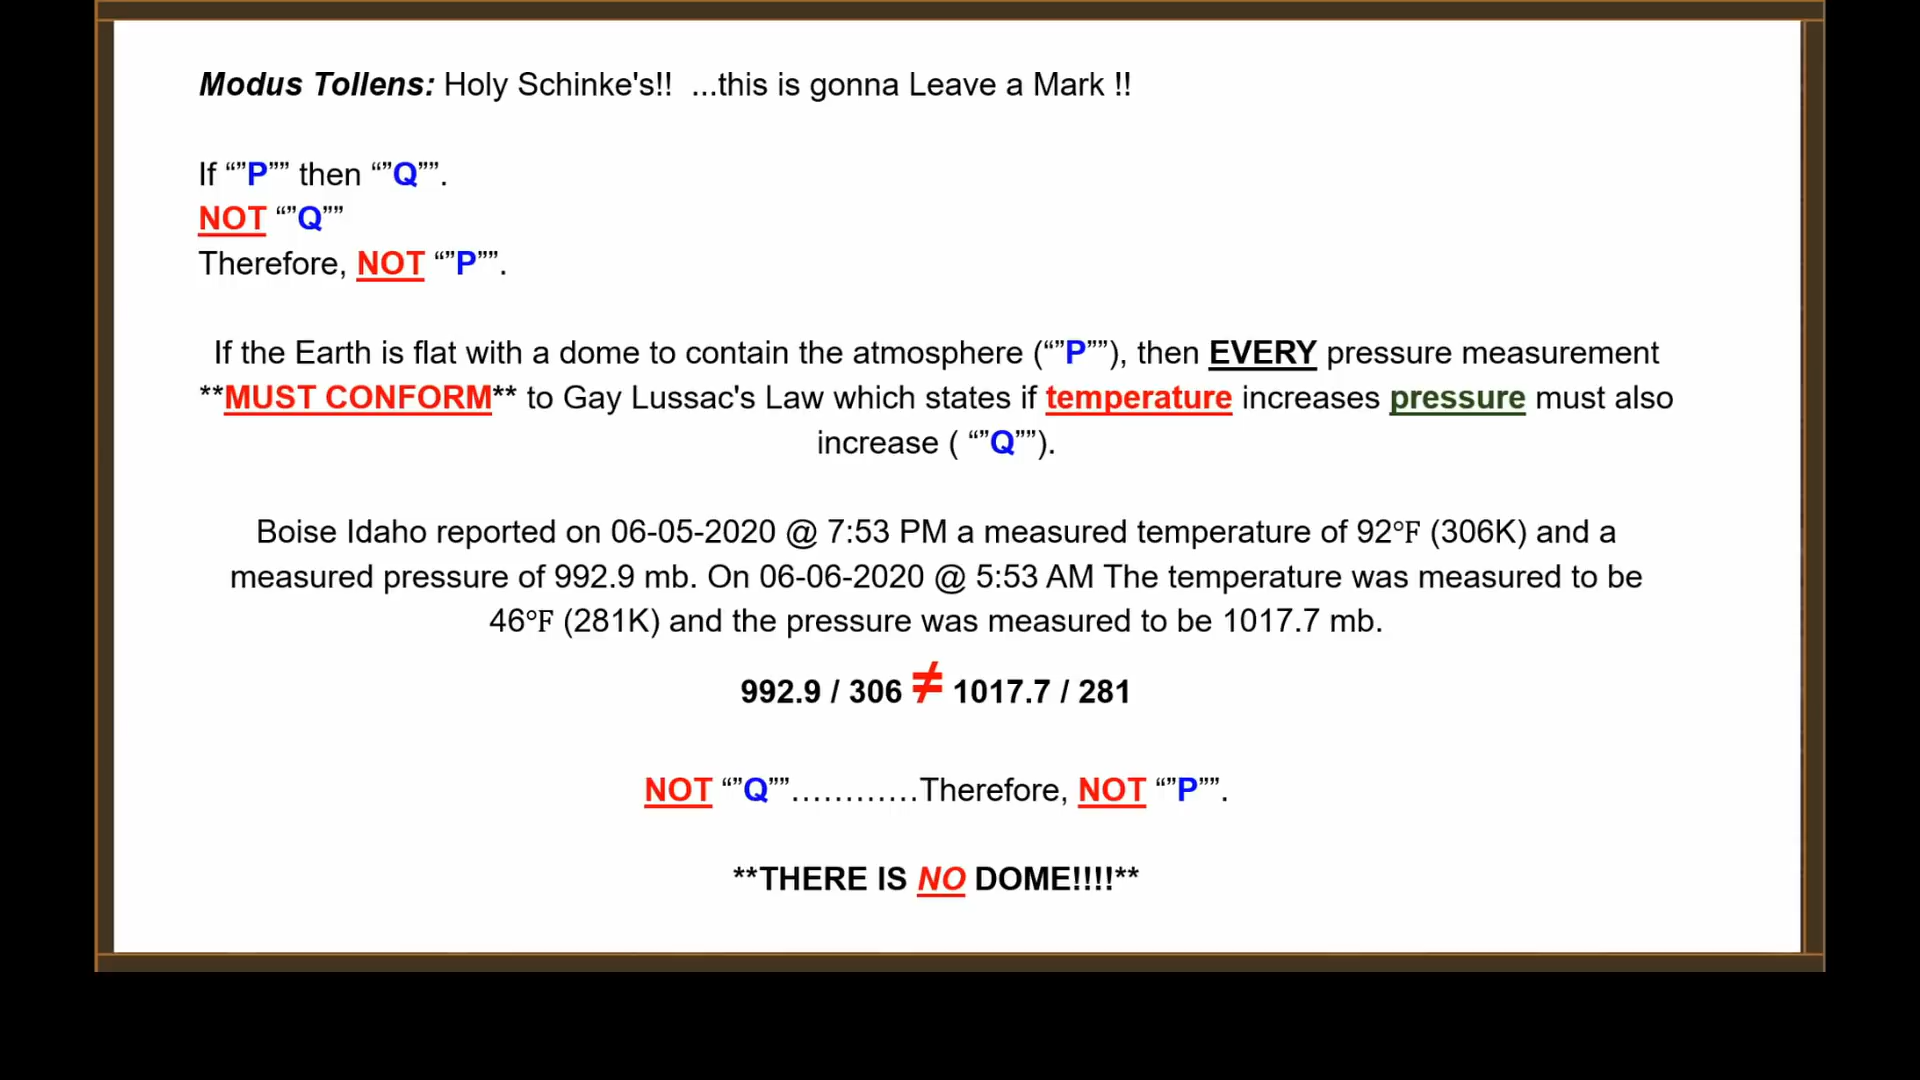 Modus Tollens: Holy Schinke's!! ...this is gonna Leave a Mark !!
If “”P”” then “”Q””.
NOT “”Q””
Therefore, NOT “”P””.
If the Earth is flat with a dome to contain the atmosphere (“”P””), then EVERY pressure measurement
**MUST CONFORM** to Gay Lussac's Law which states if temperature increases pressure must also
increase ( “”Q””).
Boise Idaho reported on 06-05-2020 @ 7:53 PM a measured temperature of 92°F (306K) and a
measured pressure of 992.9 mb. On 06-06-2020 @ 5:53 AM The temperature was measured to be
46°F (281K) and the pressure was measured to be 1017.7 mb.
992.9 / 306 ≠ 1017.7 / 281
NOT “”Q””............Therefore, NOT “”P””.
**THERE IS NO DOME!!!!**